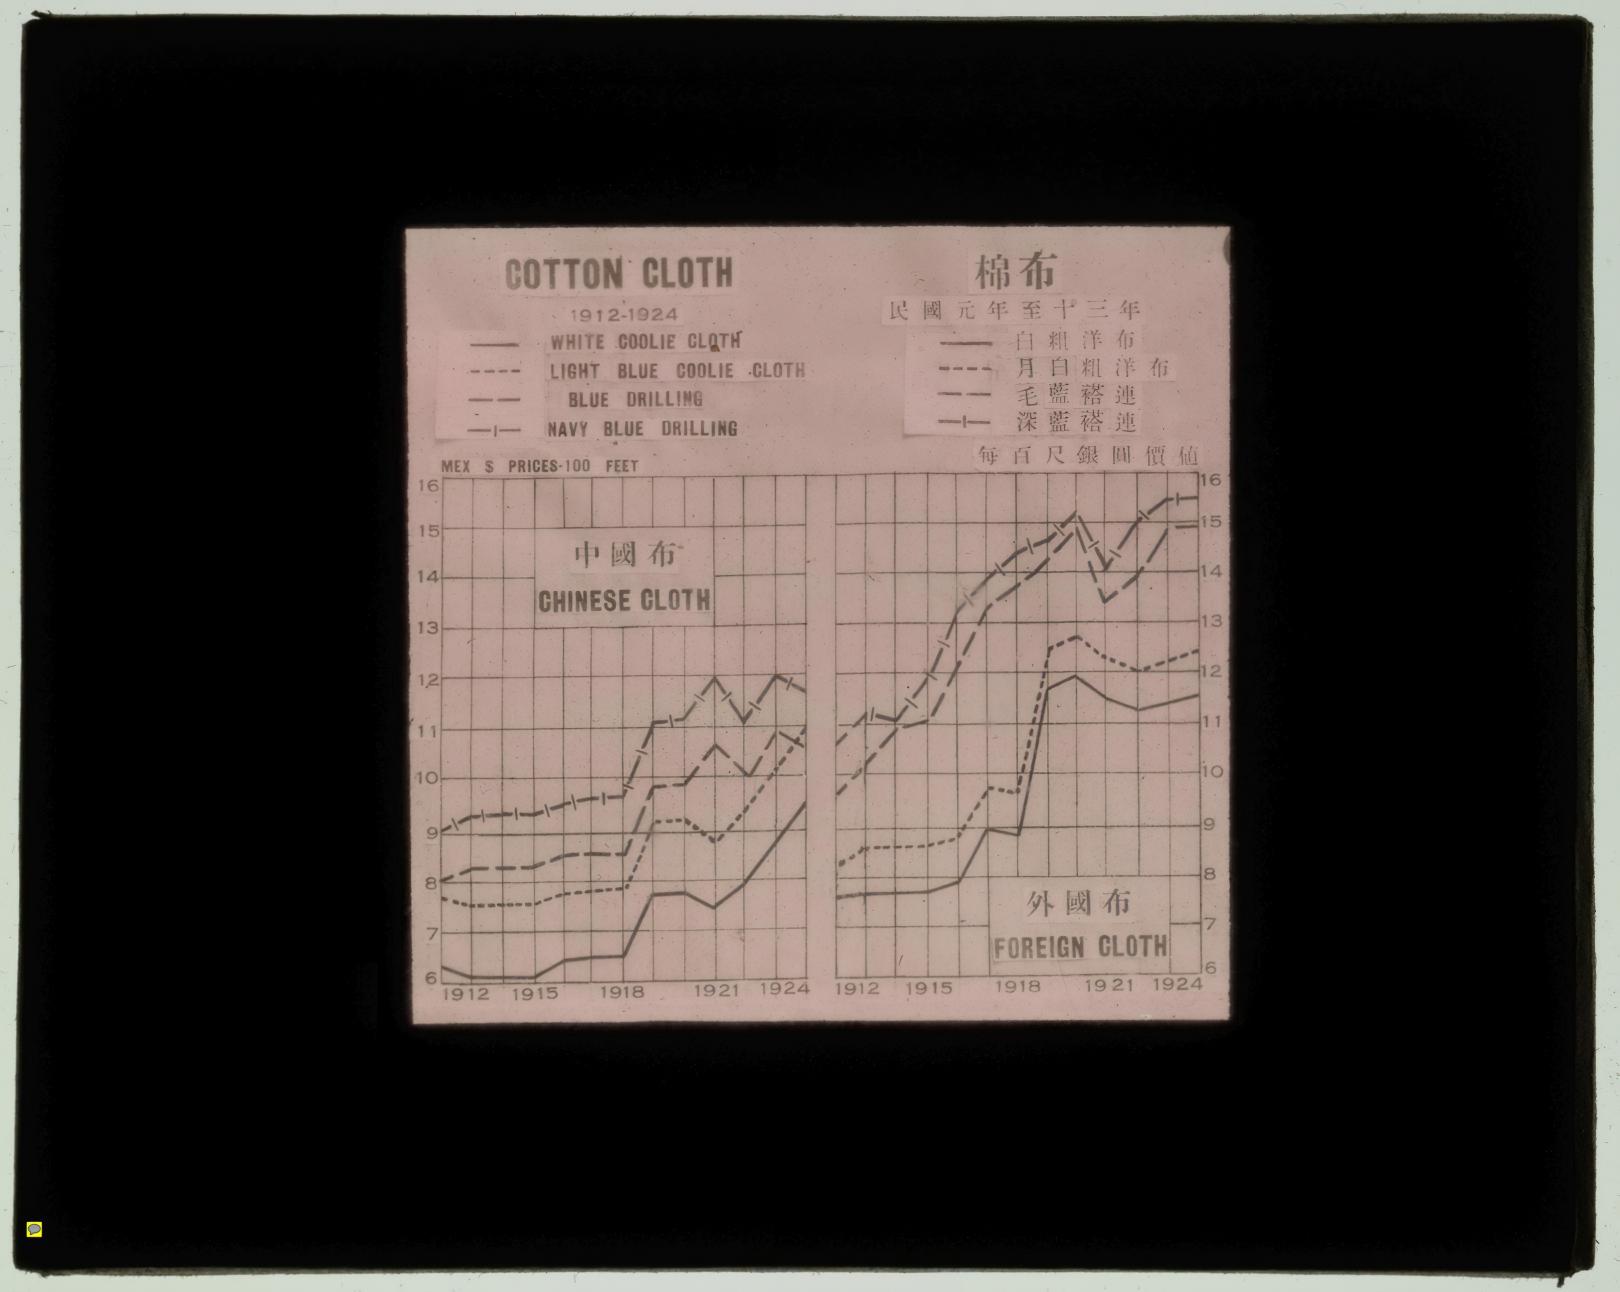 COTTON CLOTH
1912-1924
WHITE COOLIE CLOTH
LIGHT BLUE COOLIE CLOTH
BLUE DRILLING
NAVY BLUE DRILLING
MEX $ PRICES-100 FEET
棉布
民國元年至十三年
白粗洋布
月白粗洋布
毛藍褡連
深藍褡連
每百尺銀圓價値
16
15
14
13
12
11
10
9
8
7
6
中國布
CHINESE CLOTH
1912 1915 1918 1921 1924
16
15
14
13
12
11
10
9
8
7
6
外國布
FOREIGN CLOTH
1912 1915 1918 1921 1924